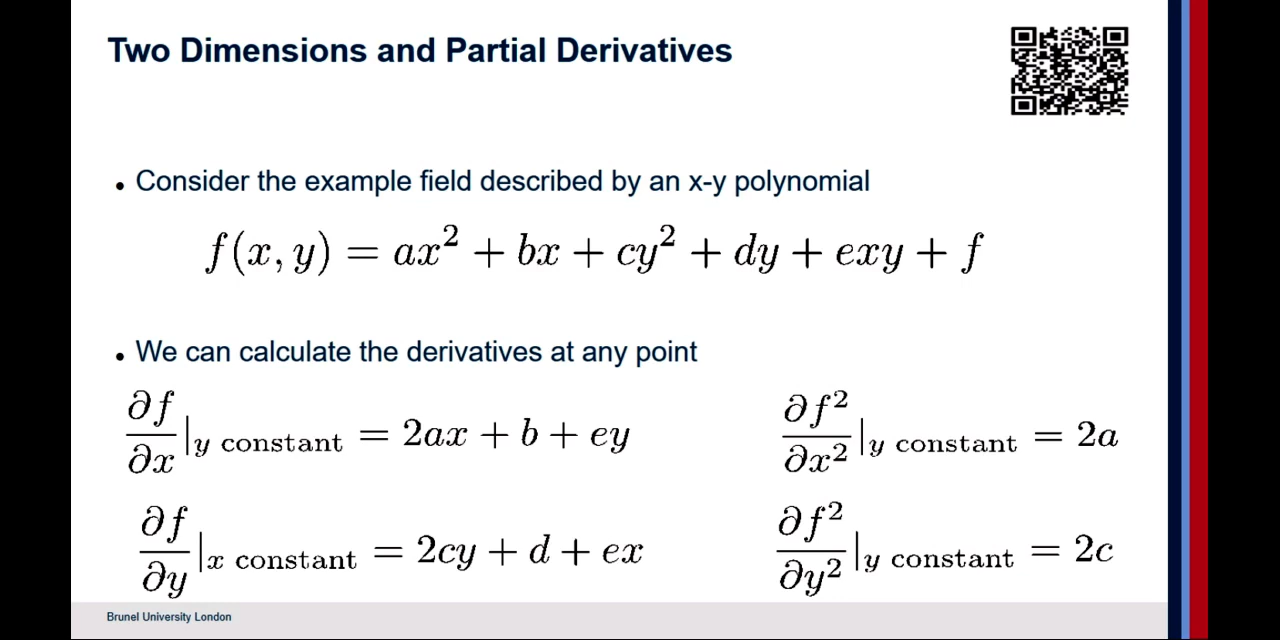 Two Dimensions and Partial Derivatives
• Consider the example field described by an x-y polynomial
f(x, y) = ax² + bx + cy² + dy + exy + f
• We can calculate the derivatives at any point
∂f/∂x |y constant = 2ax + b + ey
∂f²/∂x² |y constant = 2a
∂f/∂y |x constant = 2cy + d + ex
∂f²/∂y² |y constant = 2c
Brunel University London